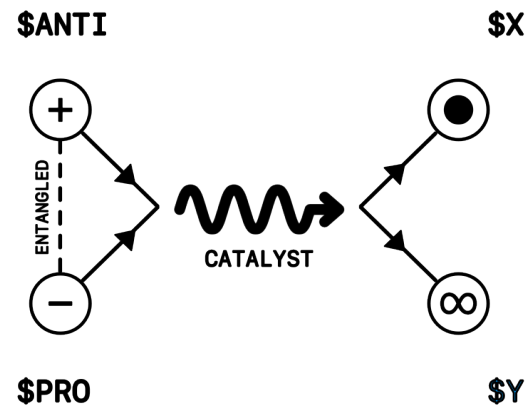 $ANTI
$X
+
ENTANGLED
CATALYST
−
∞
$PRO
$Y